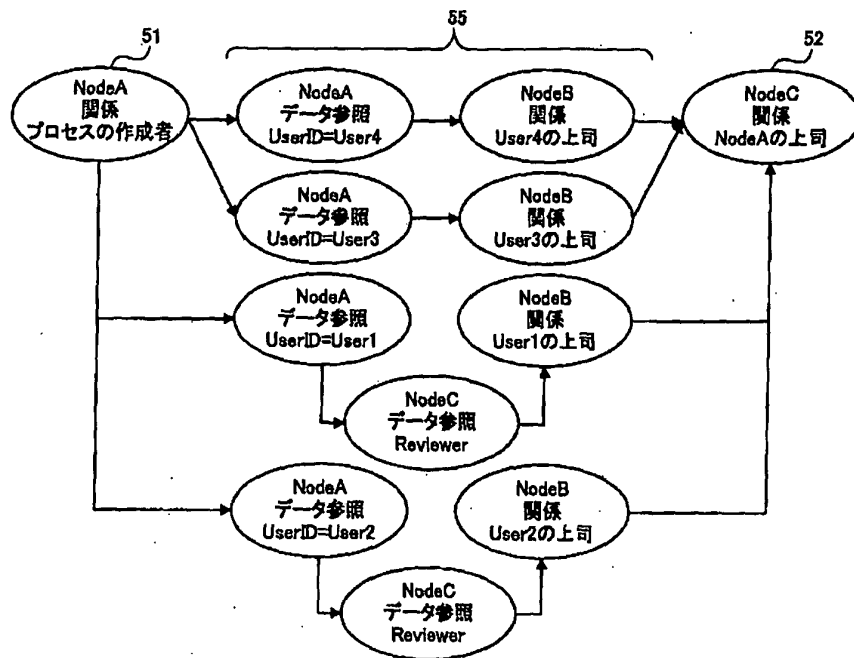 51
55
52
NodeA
関係
プロセスの作成者
NodeA
データ参照
UserID=User4
NodeB
関係
User4の上司
NodeC
関係
NodeAの上司
NodeA
データ参照
UserID=User3
NodeB
関係
User3の上司
NodeA
データ参照
UserID=User1
NodeB
関係
User1の上司
NodeC
データ参照
Reviewer
NodeA
データ参照
UserID=User2
NodeB
関係
User2の上司
NodeC
データ参照
Reviewer